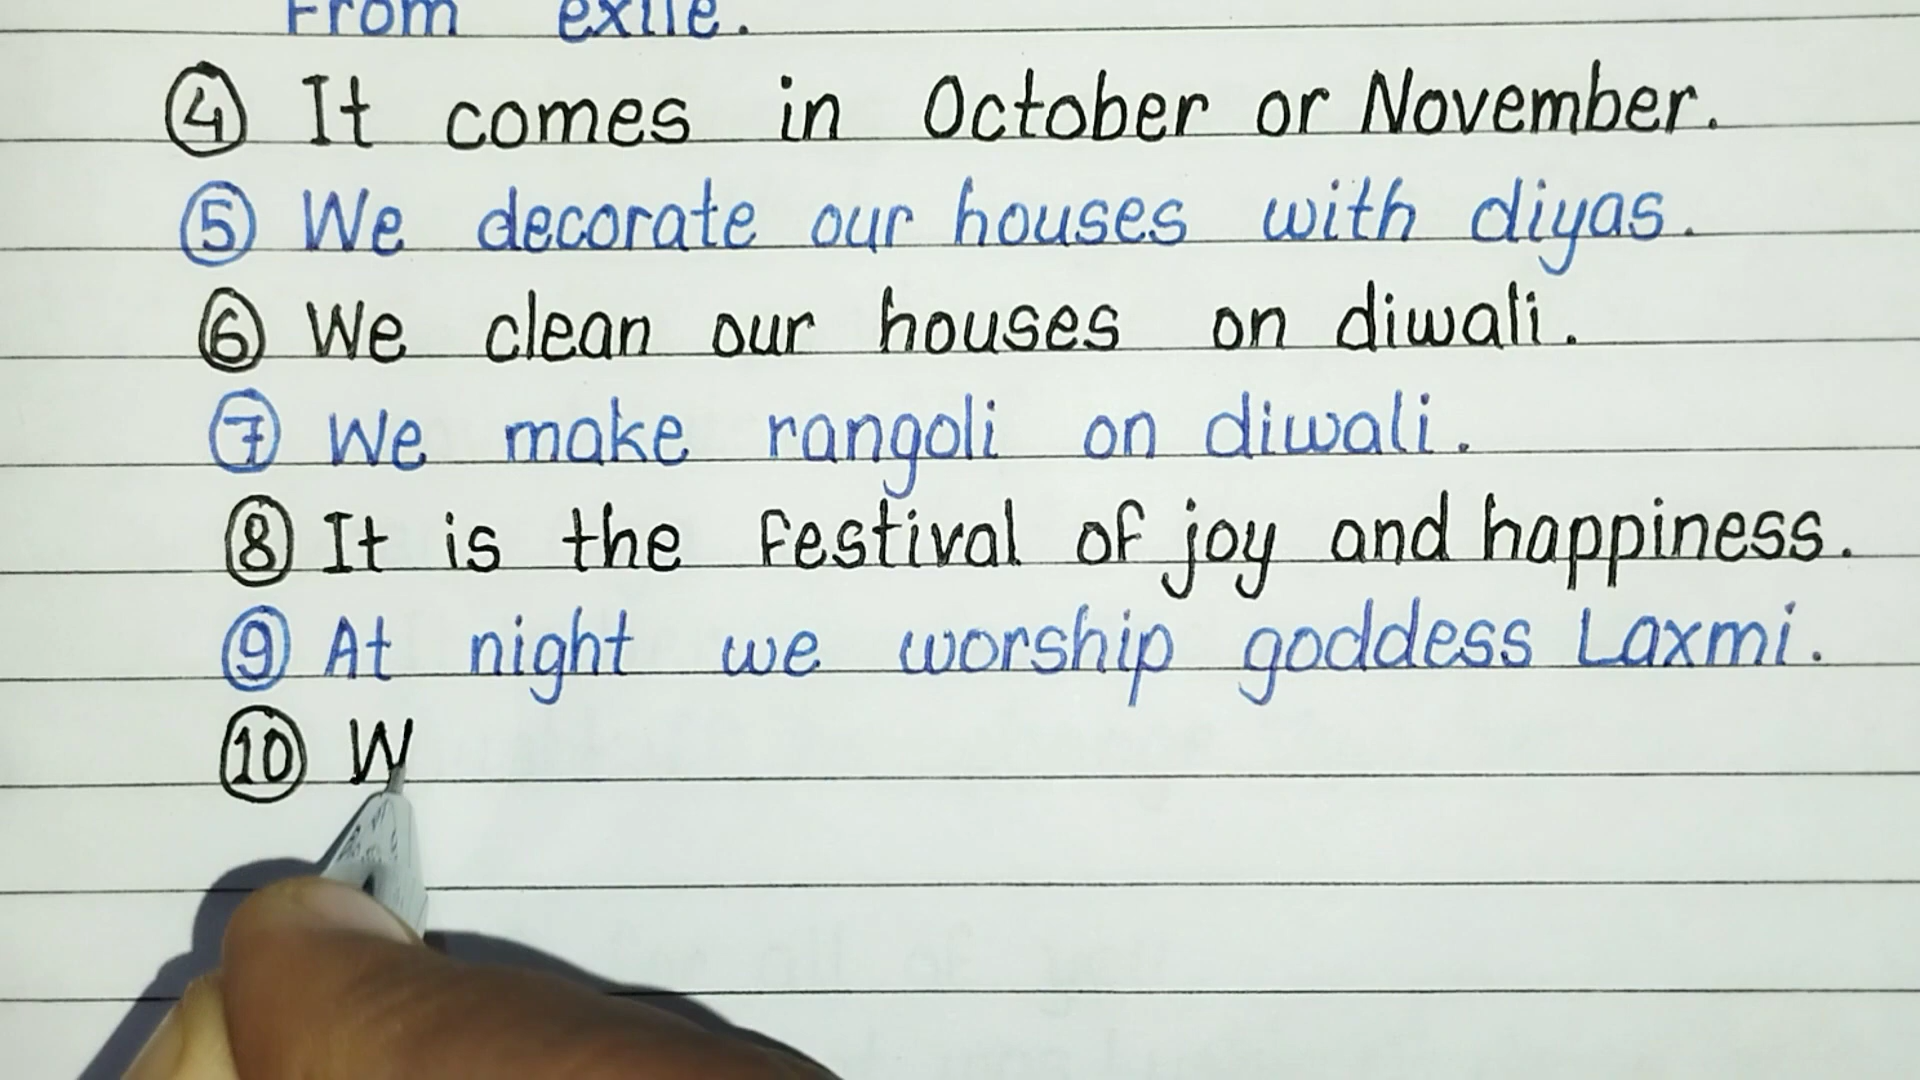 From exile.
④ It comes in October or November.
⑤ We decorate our houses with diyas.
⑥ We clean our houses on diwali.
⑦ We make rangoli on diwali.
⑧ It is the Festival of joy and happiness.
⑨ At night we worship goddess Laxmi.
⑩ W